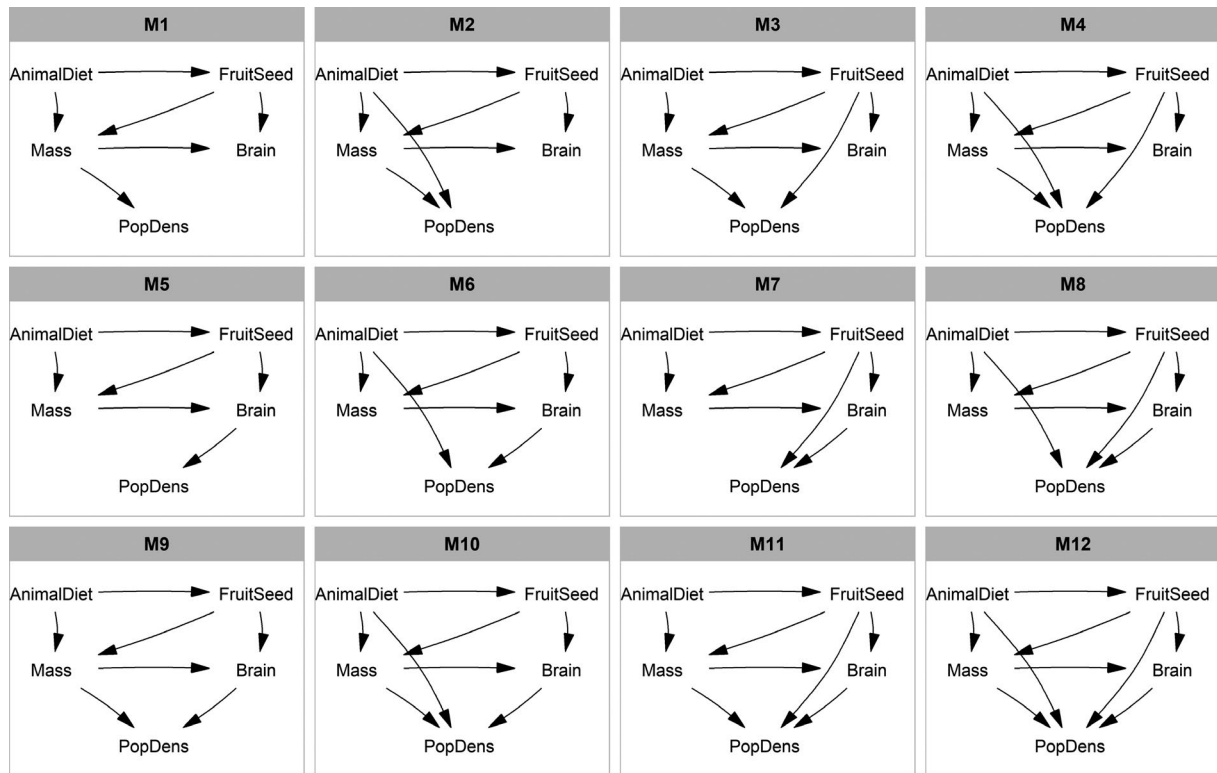 M1 M2 M3 M4
AnimalDiet FruitSeed AnimalDiet FruitSeed AnimalDiet FruitSeed AnimalDiet FruitSeed
Mass Brain Mass Brain Mass Brain Mass Brain
PopDens PopDens PopDens PopDens
M5 M6 M7 M8
AnimalDiet FruitSeed AnimalDiet FruitSeed AnimalDiet FruitSeed AnimalDiet FruitSeed
Mass Brain Mass Brain Mass Brain Mass Brain
PopDens PopDens PopDens PopDens
M9 M10 M11 M12
AnimalDiet FruitSeed AnimalDiet FruitSeed AnimalDiet FruitSeed AnimalDiet FruitSeed
Mass Brain Mass Brain Mass Brain Mass Brain
PopDens PopDens PopDens PopDens